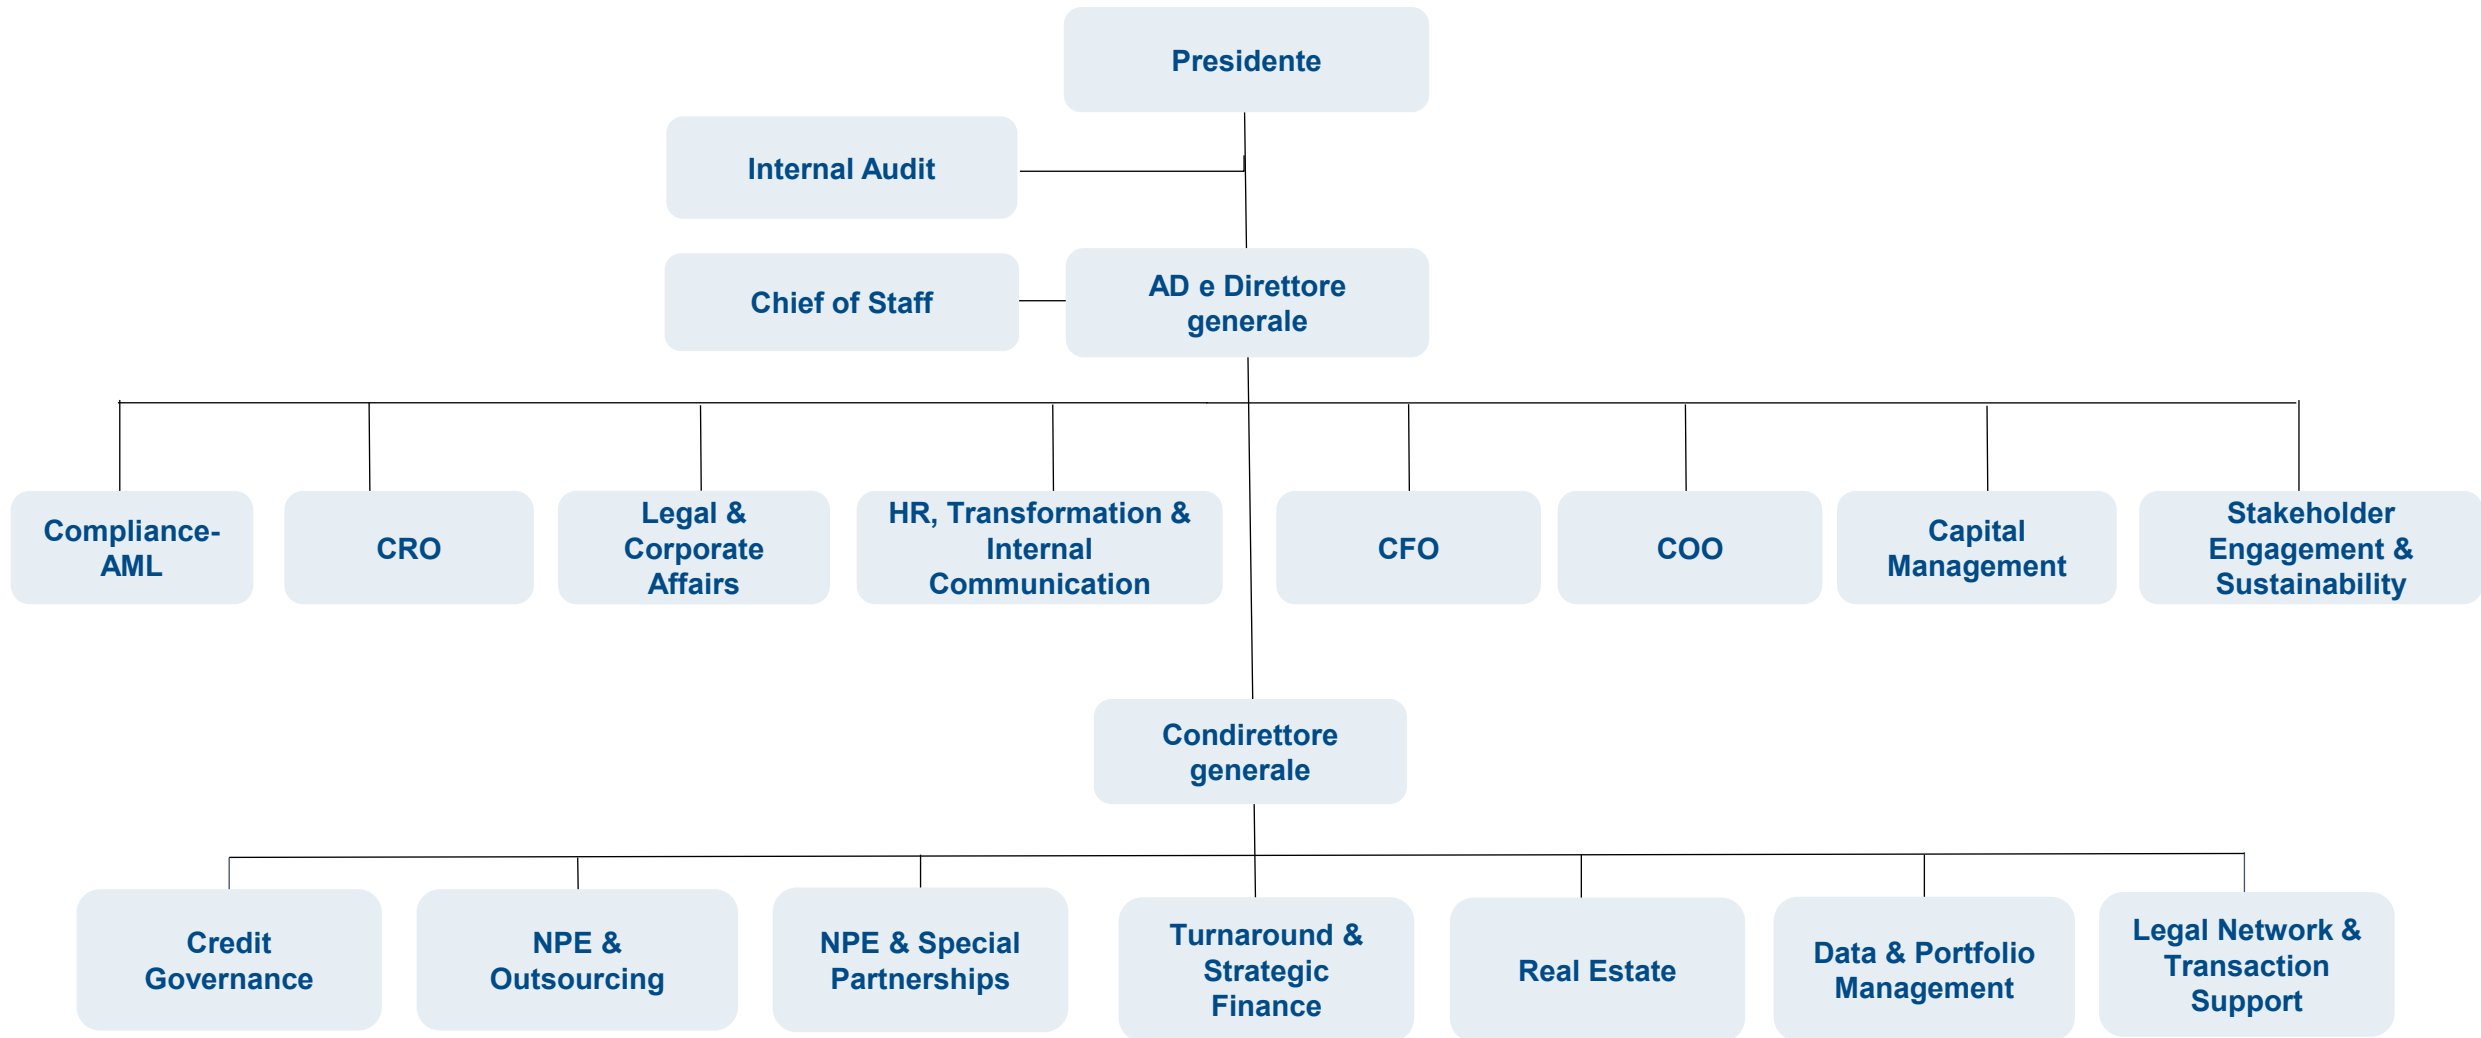 Presidente
Internal Audit
Chief of Staff
AD e Direttore
generale
Compliance-
AML
CRO
Legal &
Corporate
Affairs
HR, Transformation &
Internal
Communication
CFO
COO
Capital
Management
Stakeholder
Engagement &
Sustainability
Condirettore
generale
Credit
Governance
NPE &
Outsourcing
NPE & Special
Partnerships
Turnaround &
Strategic
Finance
Real Estate
Data & Portfolio
Management
Legal Network &
Transaction
Support